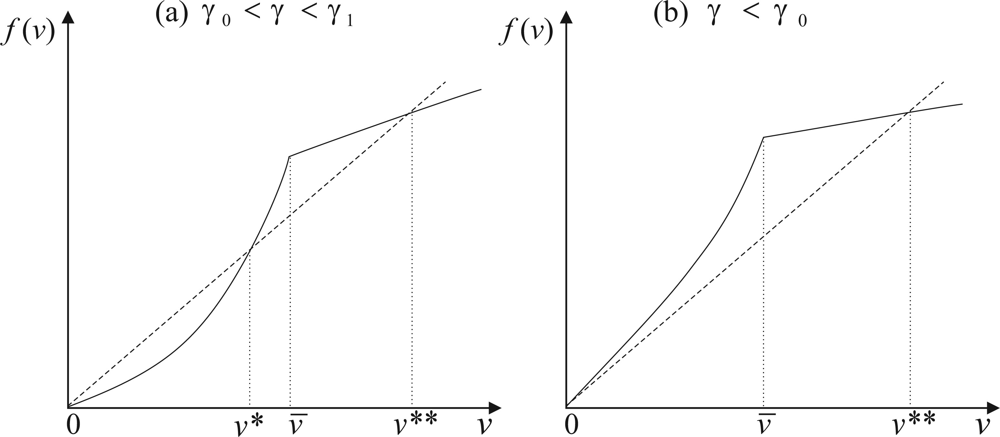 (a) γ₀ < γ < γ₁
f(v)
0 v* v̅ v** v
(b) γ < γ₀
f(v)
0 v̅ v** v